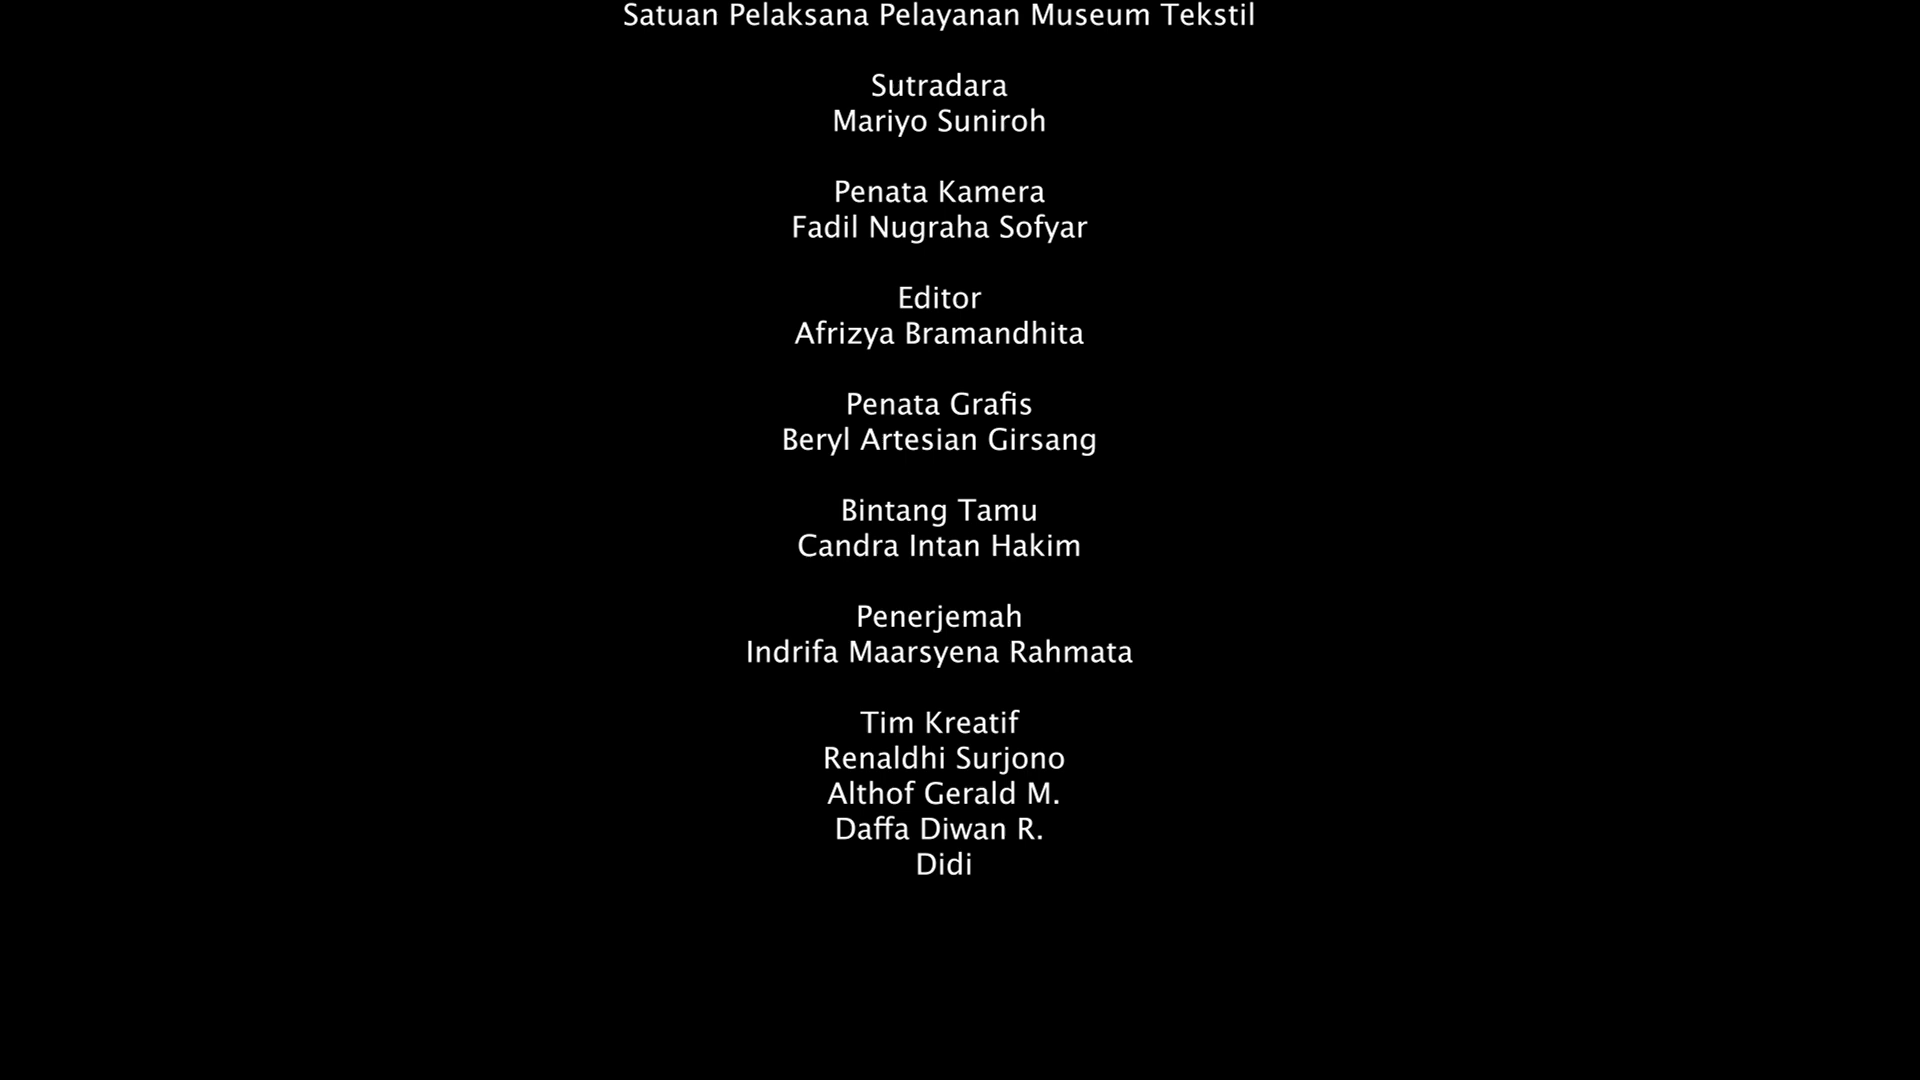 Satuan Pelaksana Pelayanan Museum Tekstil
Sutradara
Mariyo Suniroh
Penata Kamera
Fadil Nugraha Sofyar
Editor
Afrizya Bramandhita
Penata Grafis
Beryl Artesian Girsang
Bintang Tamu
Candra Intan Hakim
Penerjemah
Indrifa Maarsyena Rahmata
Tim Kreatif
Renaldhi Surjono
Althof Gerald M.
Daffa Diwan R.
Didi